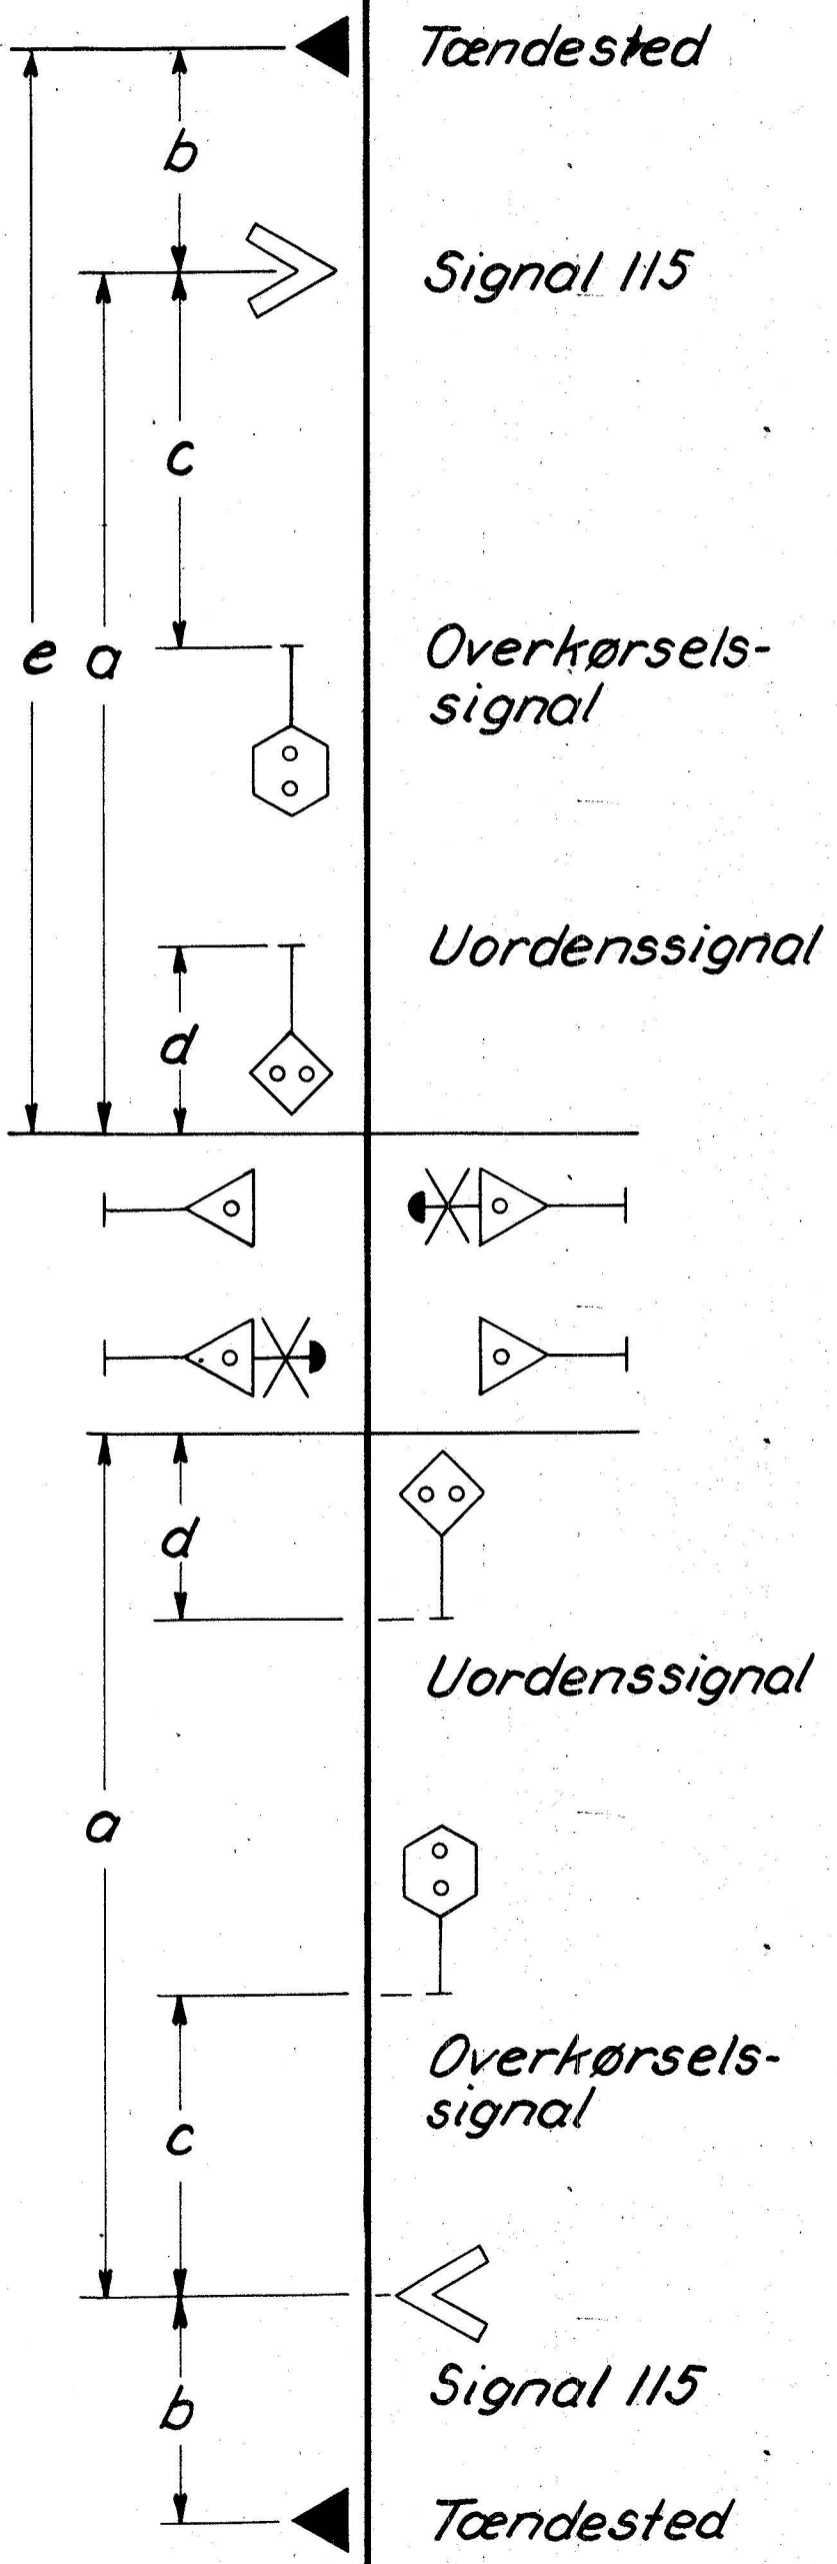 Tændested
b
Signal 115
c
e a
Overkørsels-
signal
Uordenssignal
d
d
Uordenssignal
a
Overkørsels-
signal
c
Signal 115
b
Tændested